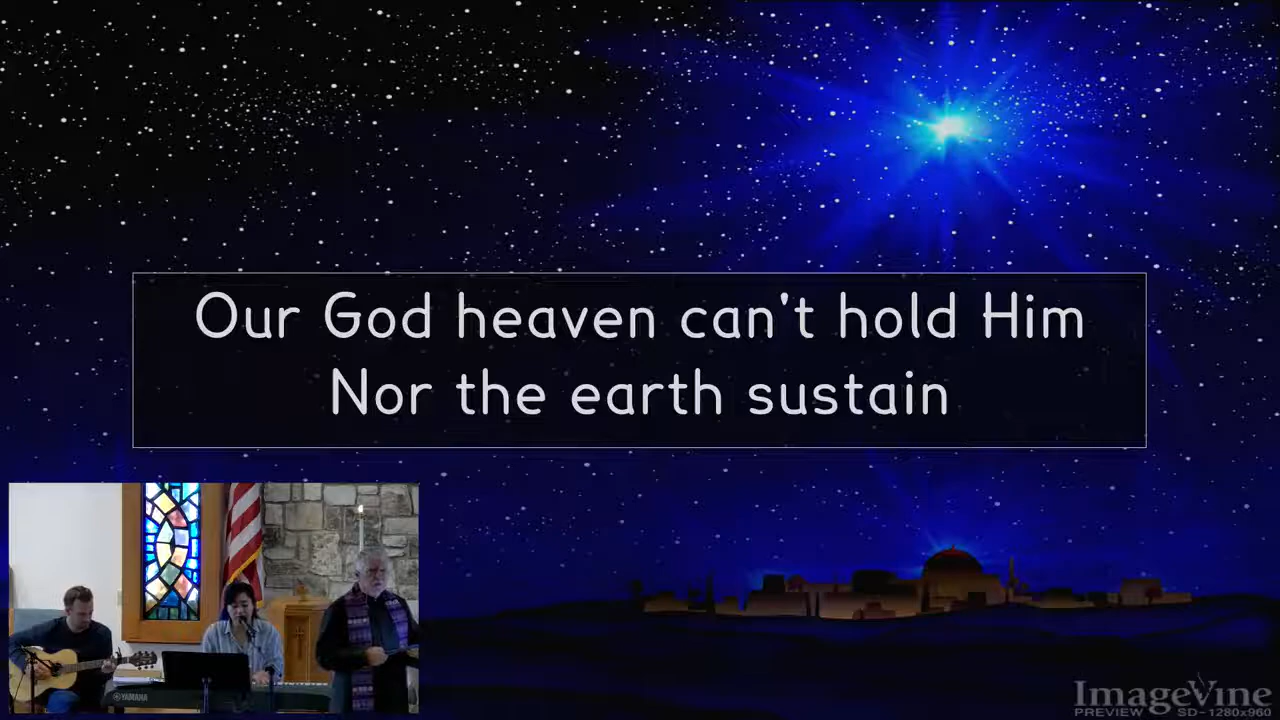 Our God heaven can't hold Him
Nor the earth sustain
YAMAHA
ImageVine
PREVIEW SD-1280x960